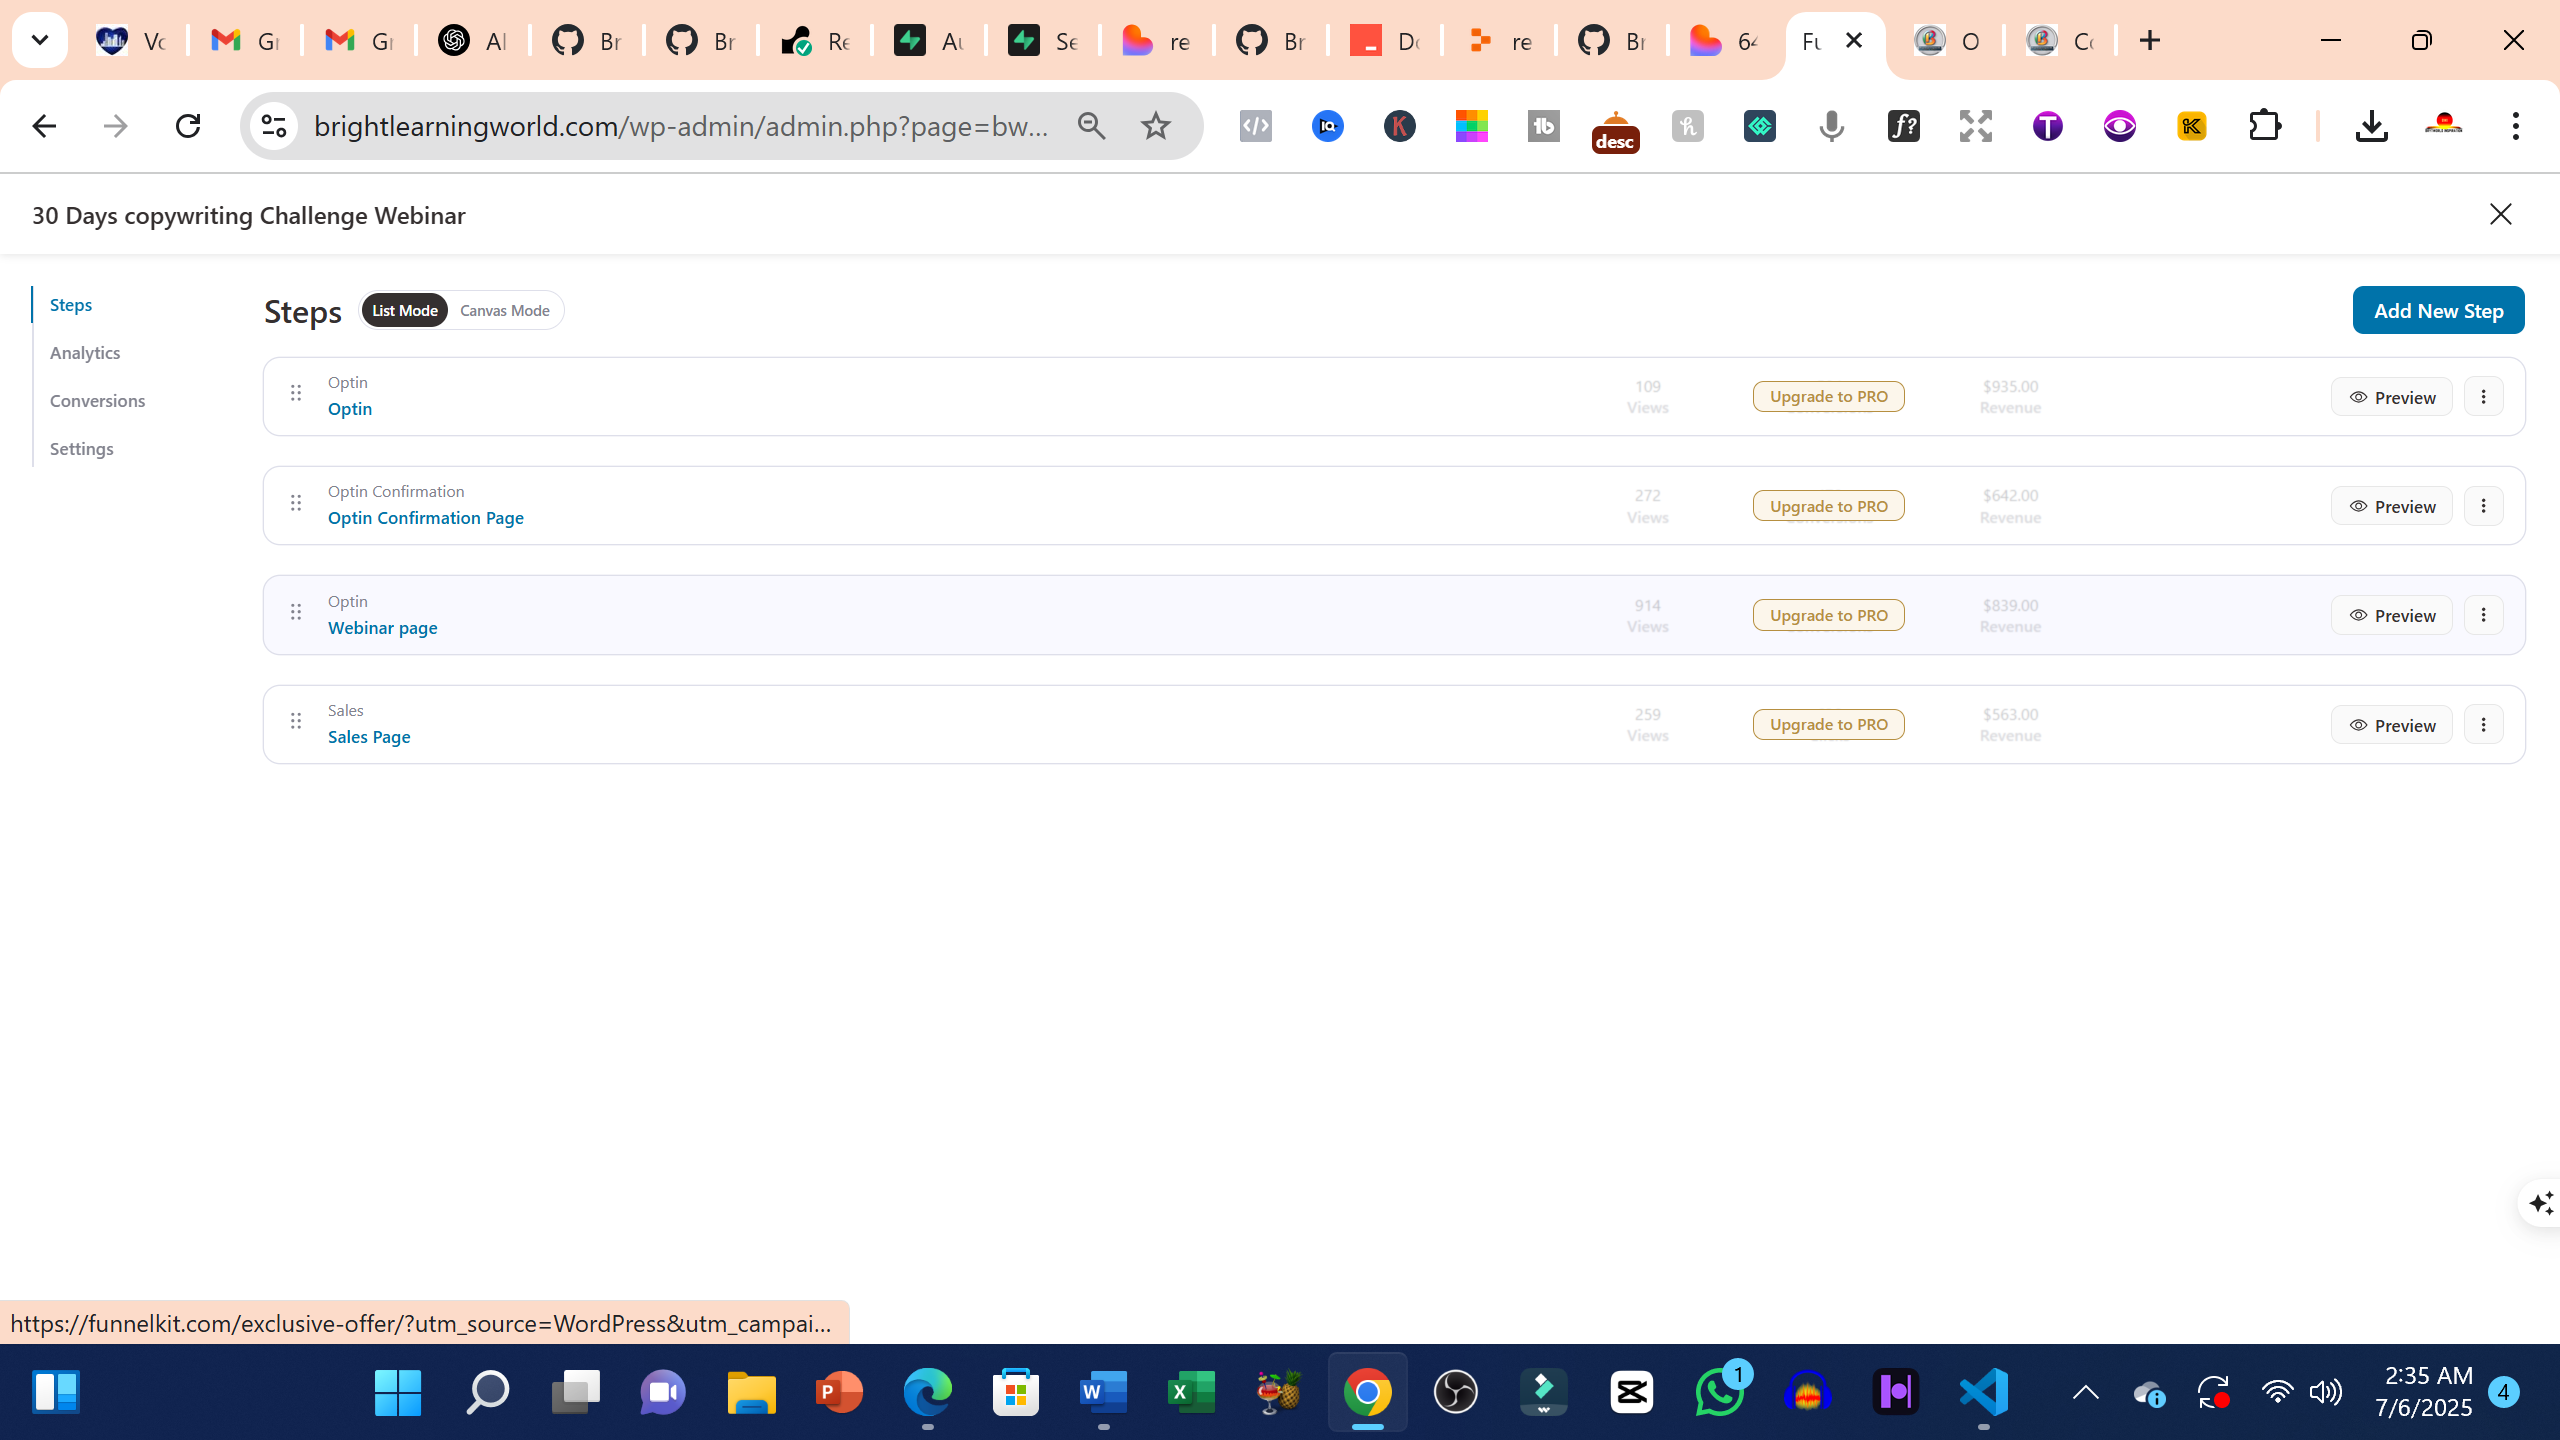 Vo
Gr
Gr
Al
Br
Br
Re
Au
Se
re
Br
Do
re
Br
64
Fu
O
Co
brightlearningworld.com/wp-admin/admin.php?page=bw...
desc
30 Days copywriting Challenge Webinar
Steps
Analytics
Conversions
Settings
Steps
List Mode
Canvas Mode
Add New Step
Optin
Optin
109
Views
Upgrade to PRO
$935.00
Revenue
Preview
Optin Confirmation
Optin Confirmation Page
272
Views
Upgrade to PRO
$642.00
Revenue
Preview
Optin
Webinar page
914
Views
Upgrade to PRO
$839.00
Revenue
Preview
Sales
Sales Page
259
Views
Upgrade to PRO
$563.00
Revenue
Preview
https://funnelkit.com/exclusive-offer/?utm_source=WordPress&utm_campai...
1
2:35 AM
7/6/2025
4